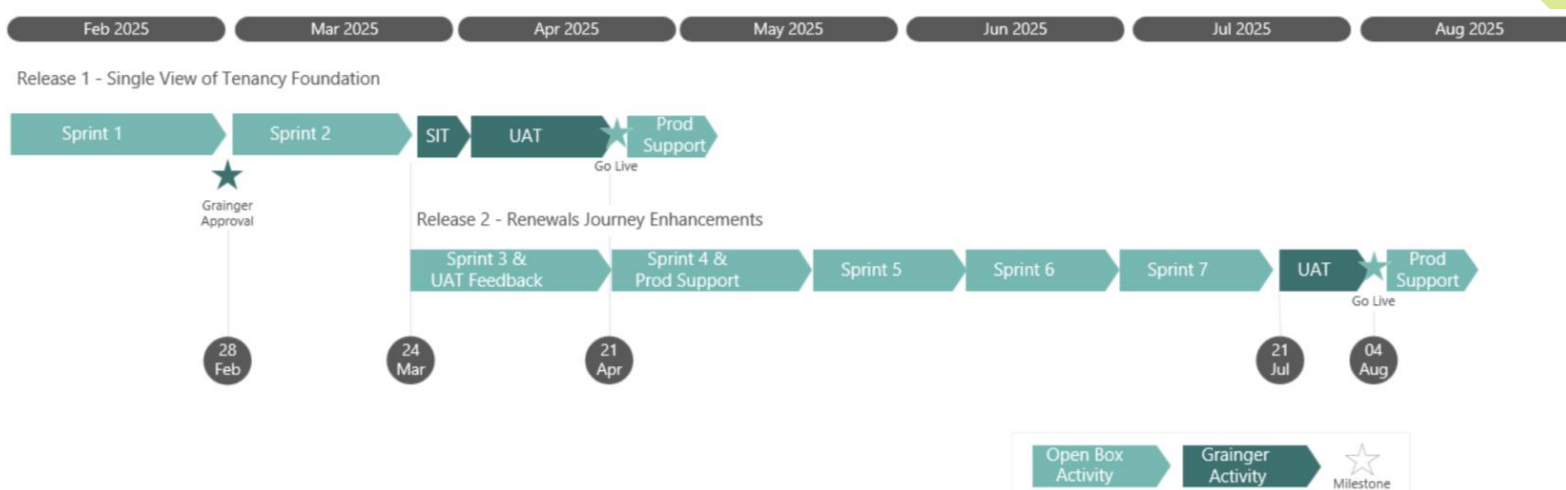 Feb 2025
Mar 2025
Apr 2025
May 2025
Jun 2025
Jul 2025
Aug 2025
Release 1 - Single View of Tenancy Foundation
Sprint 1
Sprint 2
SIT
UAT
Go Live
Prod
Support
Grainger
Approval
Release 2 - Renewals Journey Enhancements
Sprint 3 &
UAT Feedback
Sprint 4 &
Prod Support
Sprint 5
Sprint 6
Sprint 7
UAT
Go Live
Prod
Support
28
Feb
24
Mar
21
Apr
21
Jul
04
Aug
Open Box
Activity
Grainger
Activity
Milestone